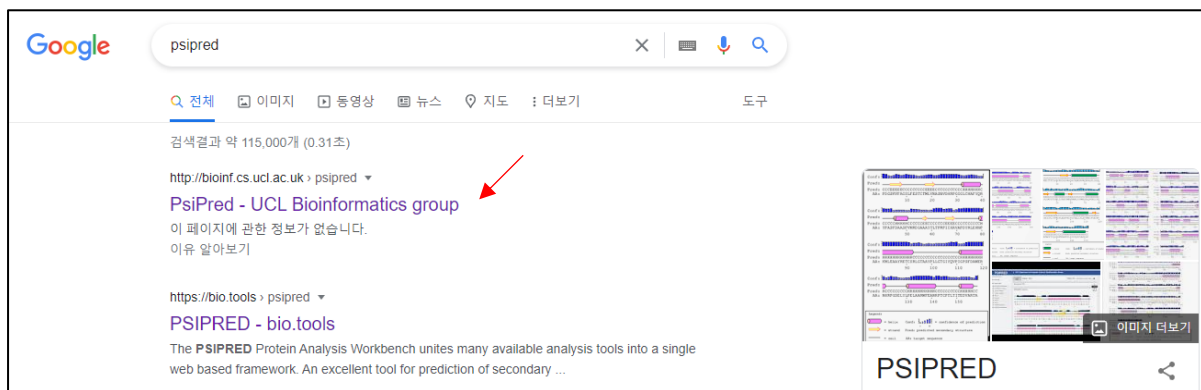 Google
psipred
전체
이미지
동영상
뉴스
지도
더보기
도구
검색결과 약 115,000개 (0.31초)
http://bioinf.cs.ucl.ac.uk › psipred
PsiPred - UCL Bioinformatics group
이 페이지에 관한 정보가 없습니다.
이유 알아보기
https://bio.tools › psipred
PSIPRED - bio.tools
The PSIPRED Protein Analysis Workbench unites many available analysis tools into a single
web based framework. An excellent tool for prediction of secondary ...
이미지 더보기
PSIPRED